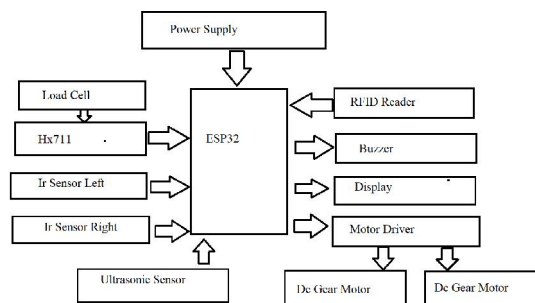 Power Supply
Load Cell
RFID Reader
Hx711
ESP32
Buzzer
Ir Sensor Left
Display
Ir Sensor Right
Motor Driver
Ultrasonic Sensor
Dc Gear Motor
Dc Gear Motor